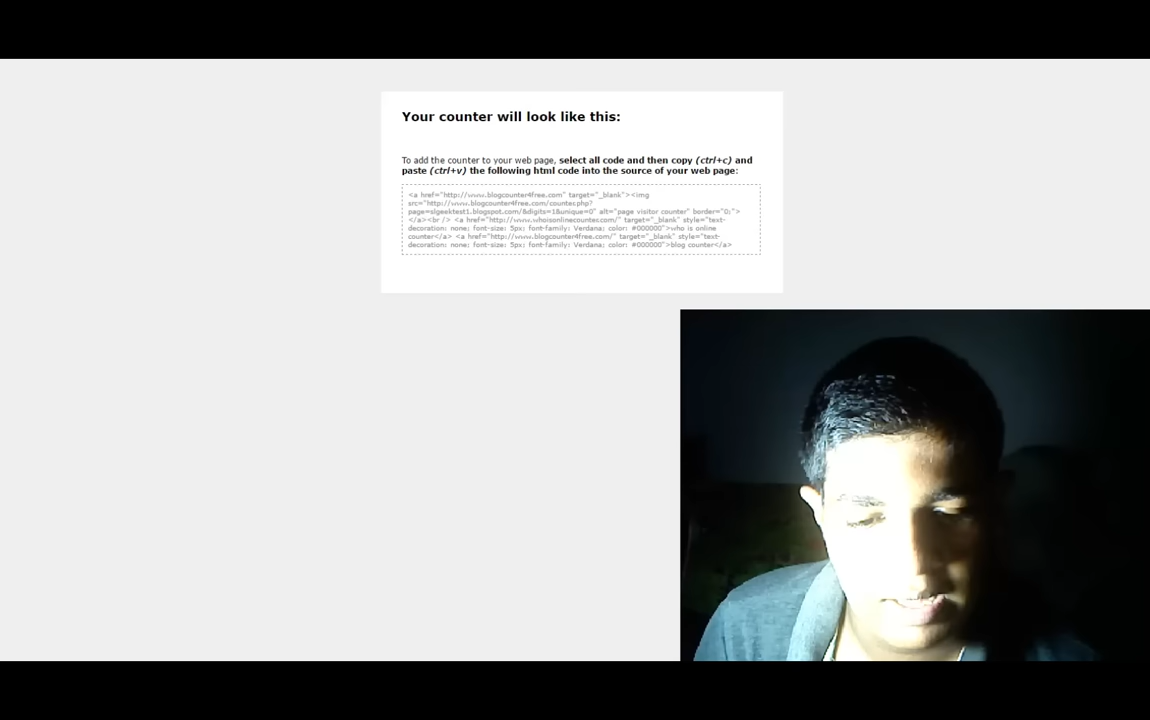 Your counter will look like this:
To add the counter to your web page, select all code and then copy (ctrl+c) and
paste (ctrl+v) the following html code into the source of your web page:
<a href="http://www.blogcounter4free.com" target="_blank"><img
src="http://www.blogcounter4free.com/counter.php?
page=slgeektest1.blogspot.com/&digits=1&unique=0" alt="page visitor counter" border="0;">
</a><br /> <a href="http://www.whoisonlinecounter.com/" target="_blank" style="text-
decoration: none; font-size: 5px; font-family: Verdana; color: #000000">who is online
counter</a> <a href="http://www.blogcounter4free.com/" target="_blank" style="text-
decoration: none; font-size: 5px; font-family: Verdana; color: #000000">blog counter</a>